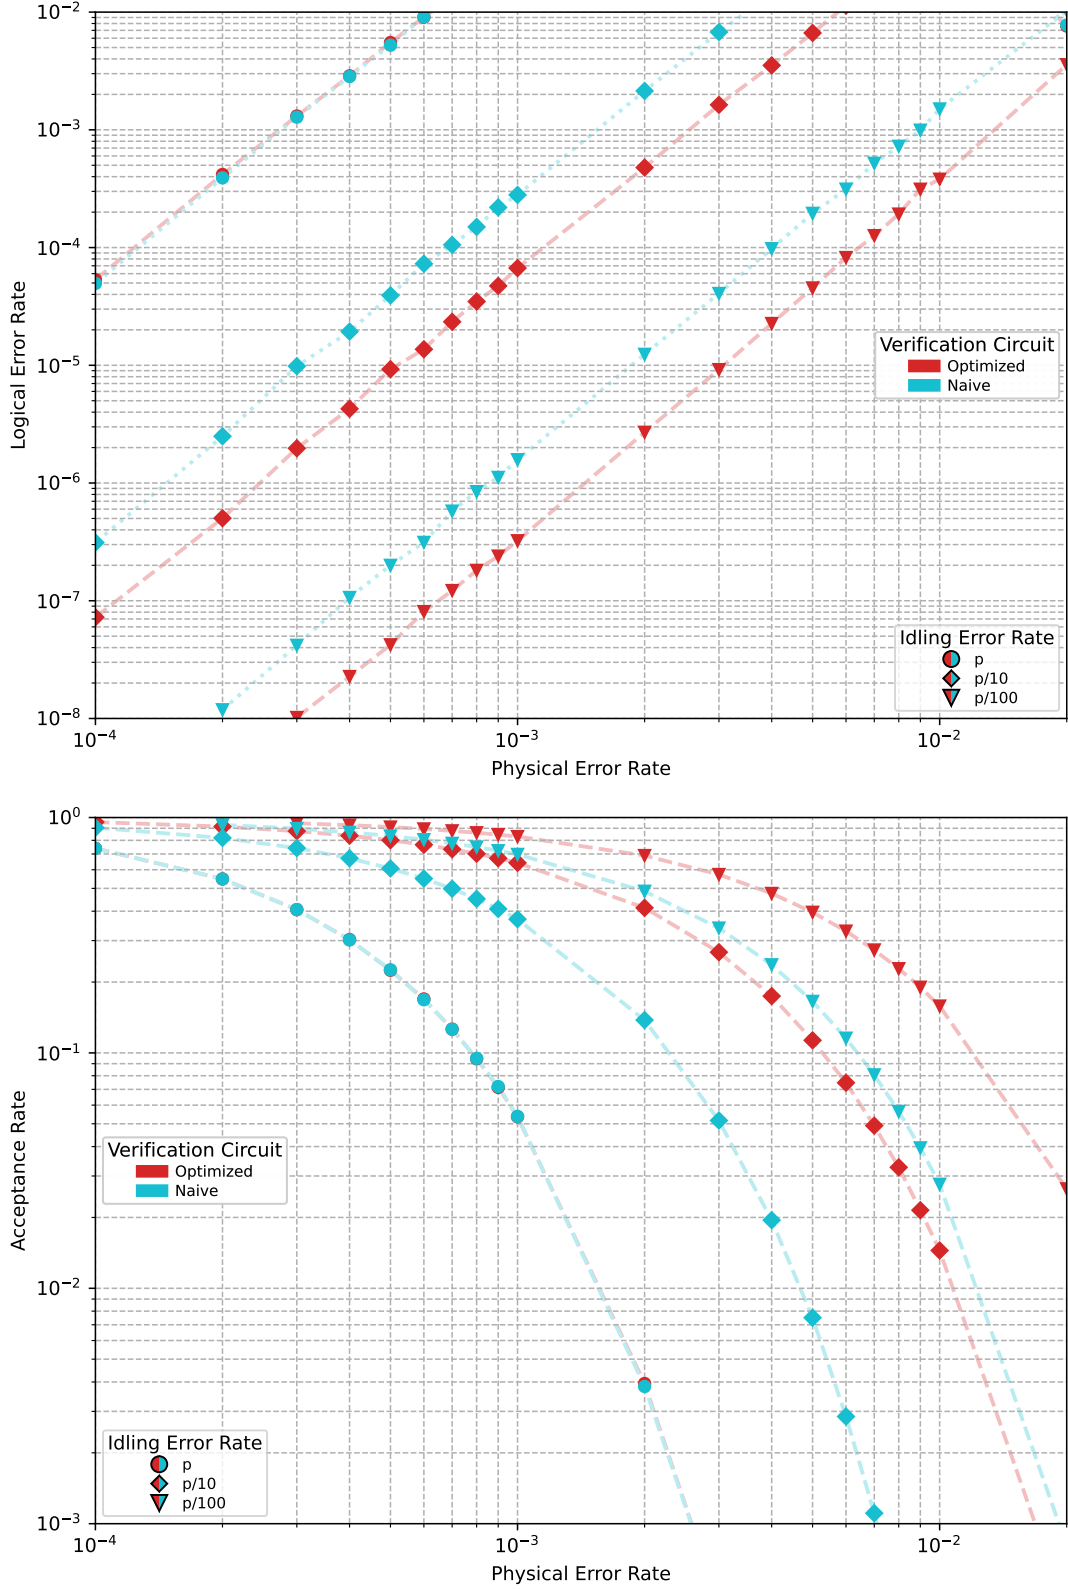 10⁻²
10⁻³
10⁻⁴
10⁻⁵
10⁻⁶
10⁻⁷
10⁻⁸
Logical Error Rate
Verification Circuit
Optimized
Naive
Idling Error Rate
p
p/10
p/100
10⁻⁴ 10⁻³ 10⁻²
Physical Error Rate
10⁰
10⁻¹
10⁻²
10⁻³
Acceptance Rate
Verification Circuit
Optimized
Naive
Idling Error Rate
p
p/10
p/100
10⁻⁴ 10⁻³ 10⁻²
Physical Error Rate